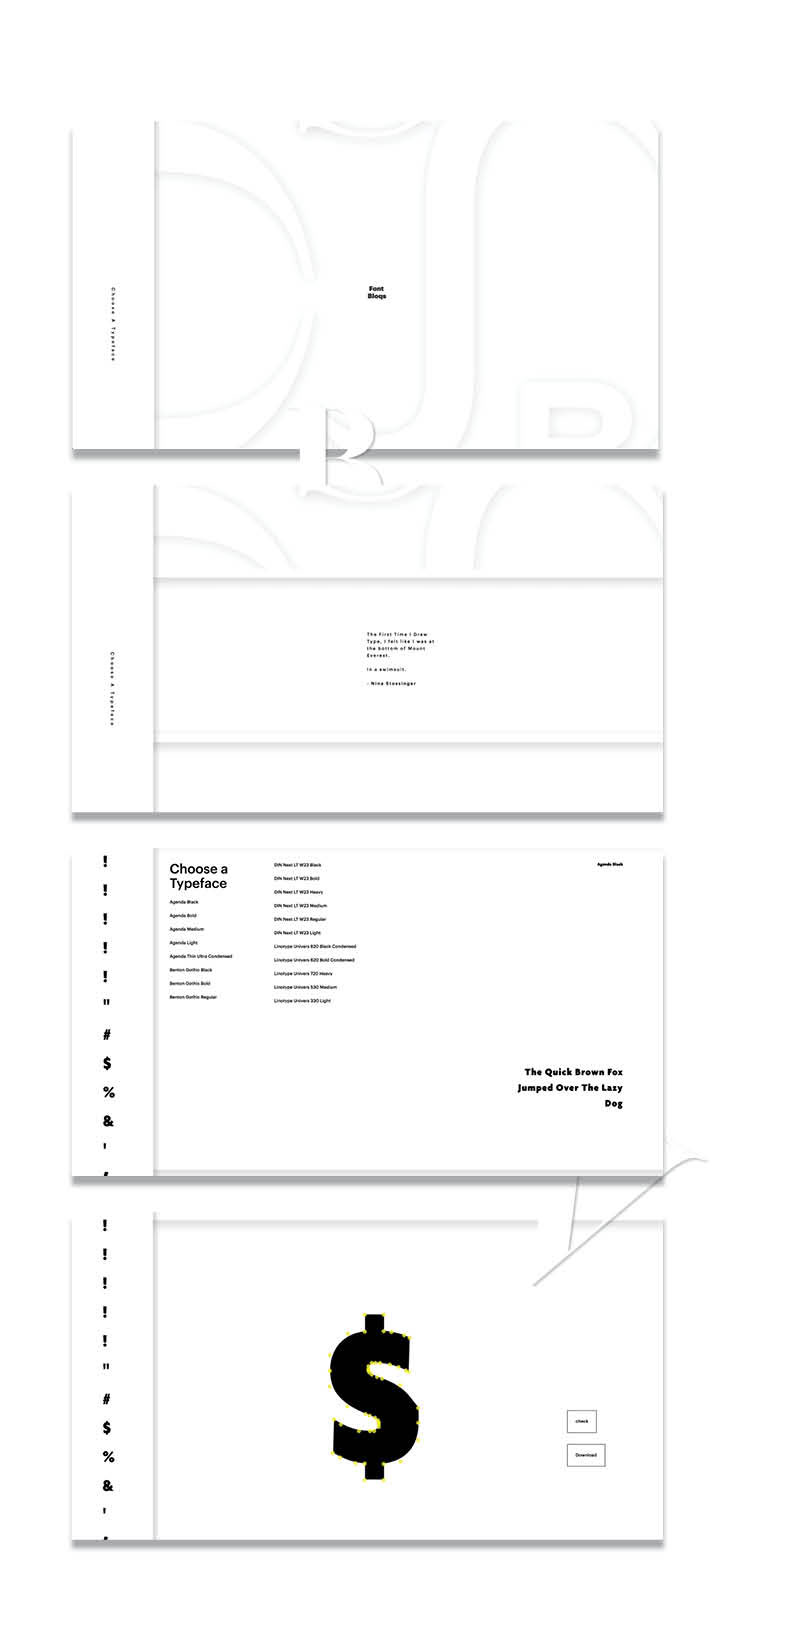 Font
Bloqs
Choose A Typeface
B
R
The First Time I Drew
Type, I felt like I was at
the bottom of Mount
Everest.
In a swimsuit.
- Nina Stossinger
Choose A Typeface
!
!
!
!
!
"
#
$
%
&
'
Choose a
Typeface
Agenda Black
Agenda Bold
Agenda Medium
Agenda Light
Agenda Thin Ultra Condensed
Benton Gothic Black
Benton Gothic Bold
Benton Gothic Regular
DIN Next LT W23 Black
DIN Next LT W23 Bold
DIN Next LT W23 Heavy
DIN Next LT W23 Medium
DIN Next LT W23 Regular
DIN Next LT W23 Light
Linotype Univers 820 Black Condensed
Linotype Univers 620 Bold Condensed
Linotype Univers 720 Heavy
Linotype Univers 530 Medium
Linotype Univers 330 Light
Agenda Black
The Quick Brown Fox
Jumped Over The Lazy
Dog
!
!
!
!
!
"
#
$
%
&
'
$
check
Download